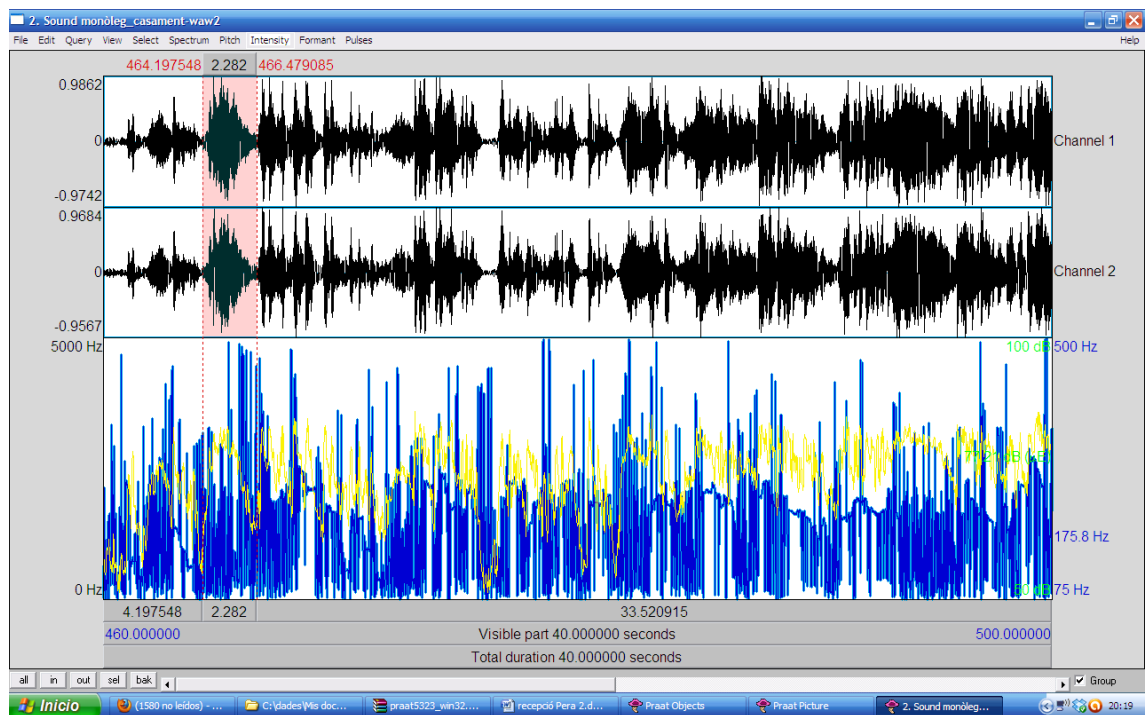 2. Sound monòleg_casament-waw2
File Edit Query View Select Spectrum Pitch Intensity Formant Pulses Help
464.197548 2.282 466.479085
0.9862
0
Channel 1
-0.9742
0.9684
0
Channel 2
-0.9567
5000 Hz 100 dB 500 Hz
175.8 Hz
0 Hz 75 Hz
4.197548 2.282 33.520915
460.000000 Visible part 40.000000 seconds 500.000000
Total duration 40.000000 seconds
all in out sel bak Group
Inicio (1580 no leídos) - ... C:\dades\Mis doc... praat5323_win32.... recepció Pera 2.d... Praat Objects Praat Picture 2. Sound monòleg... 20:19